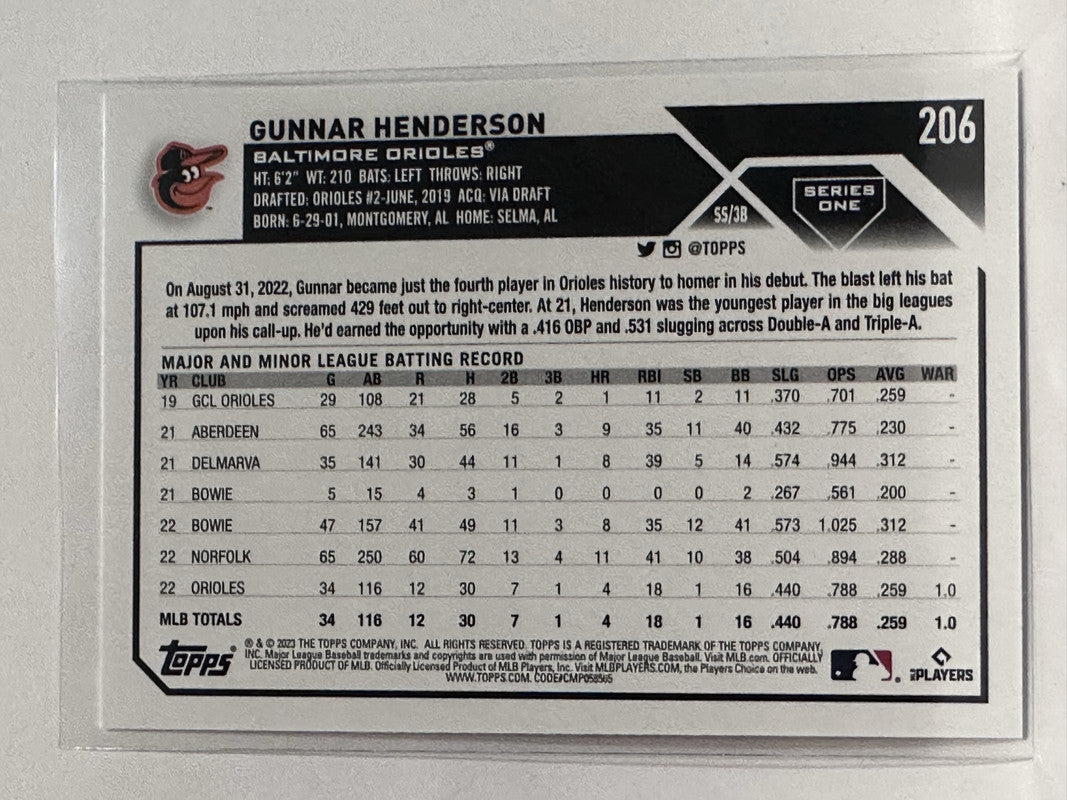 206
GUNNAR HENDERSON
BALTIMORE ORIOLES®
HT: 6'2" WT: 210 BATS: LEFT THROWS: RIGHT
DRAFTED: ORIOLES #2-JUNE, 2019 ACQ: VIA DRAFT
BORN: 6-29-01, MONTGOMERY, AL HOME: SELMA, AL
SS/3B
SERIES
ONE
@TOPPS
On August 31, 2022, Gunnar became just the fourth player in Orioles history to homer in his debut. The blast left his bat
at 107.1 mph and screamed 429 feet out to right-center. At 21, Henderson was the youngest player in the big leagues
upon his call-up. He'd earned the opportunity with a .416 OBP and .531 slugging across Double-A and Triple-A.
MAJOR AND MINOR LEAGUE BATTING RECORD
YR CLUB G AB R H 2B 3B HR RBI SB BB SLG OPS AVG WAR
19 GCL ORIOLES 29 108 21 28 5 2 1 11 2 11 .370 .701 .259 -
21 ABERDEEN 65 243 34 56 16 3 9 35 11 40 .432 .775 .230 -
21 DELMARVA 35 141 30 44 11 1 8 39 5 14 .574 .944 .312 -
21 BOWIE 5 15 4 3 1 0 0 0 0 2 .267 .561 .200 -
22 BOWIE 47 157 41 49 11 3 8 35 12 41 .573 1.025 .312 -
22 NORFOLK 65 250 60 72 13 4 11 41 10 38 .504 .894 .288 -
22 ORIOLES 34 116 12 30 7 1 4 18 1 16 .440 .788 .259 1.0
MLB TOTALS 34 116 12 30 7 1 4 18 1 16 .440 .788 .259 1.0
Topps®
® & © 2023 THE TOPPS COMPANY, INC. ALL RIGHTS RESERVED. TOPPS IS A REGISTERED TRADEMARK OF THE TOPPS COMPANY,
INC. Major League Baseball trademarks and copyrights are used with permission of Major League Baseball. Visit MLB.com. OFFICIALLY
LICENSED PRODUCT OF MLB. Officially Licensed Product of MLB Players, Inc. Visit MLBPLAYERS.COM, the Players Choice on the web.
WWW.TOPPS.COM. CODE#CMP058565
PLAYERS